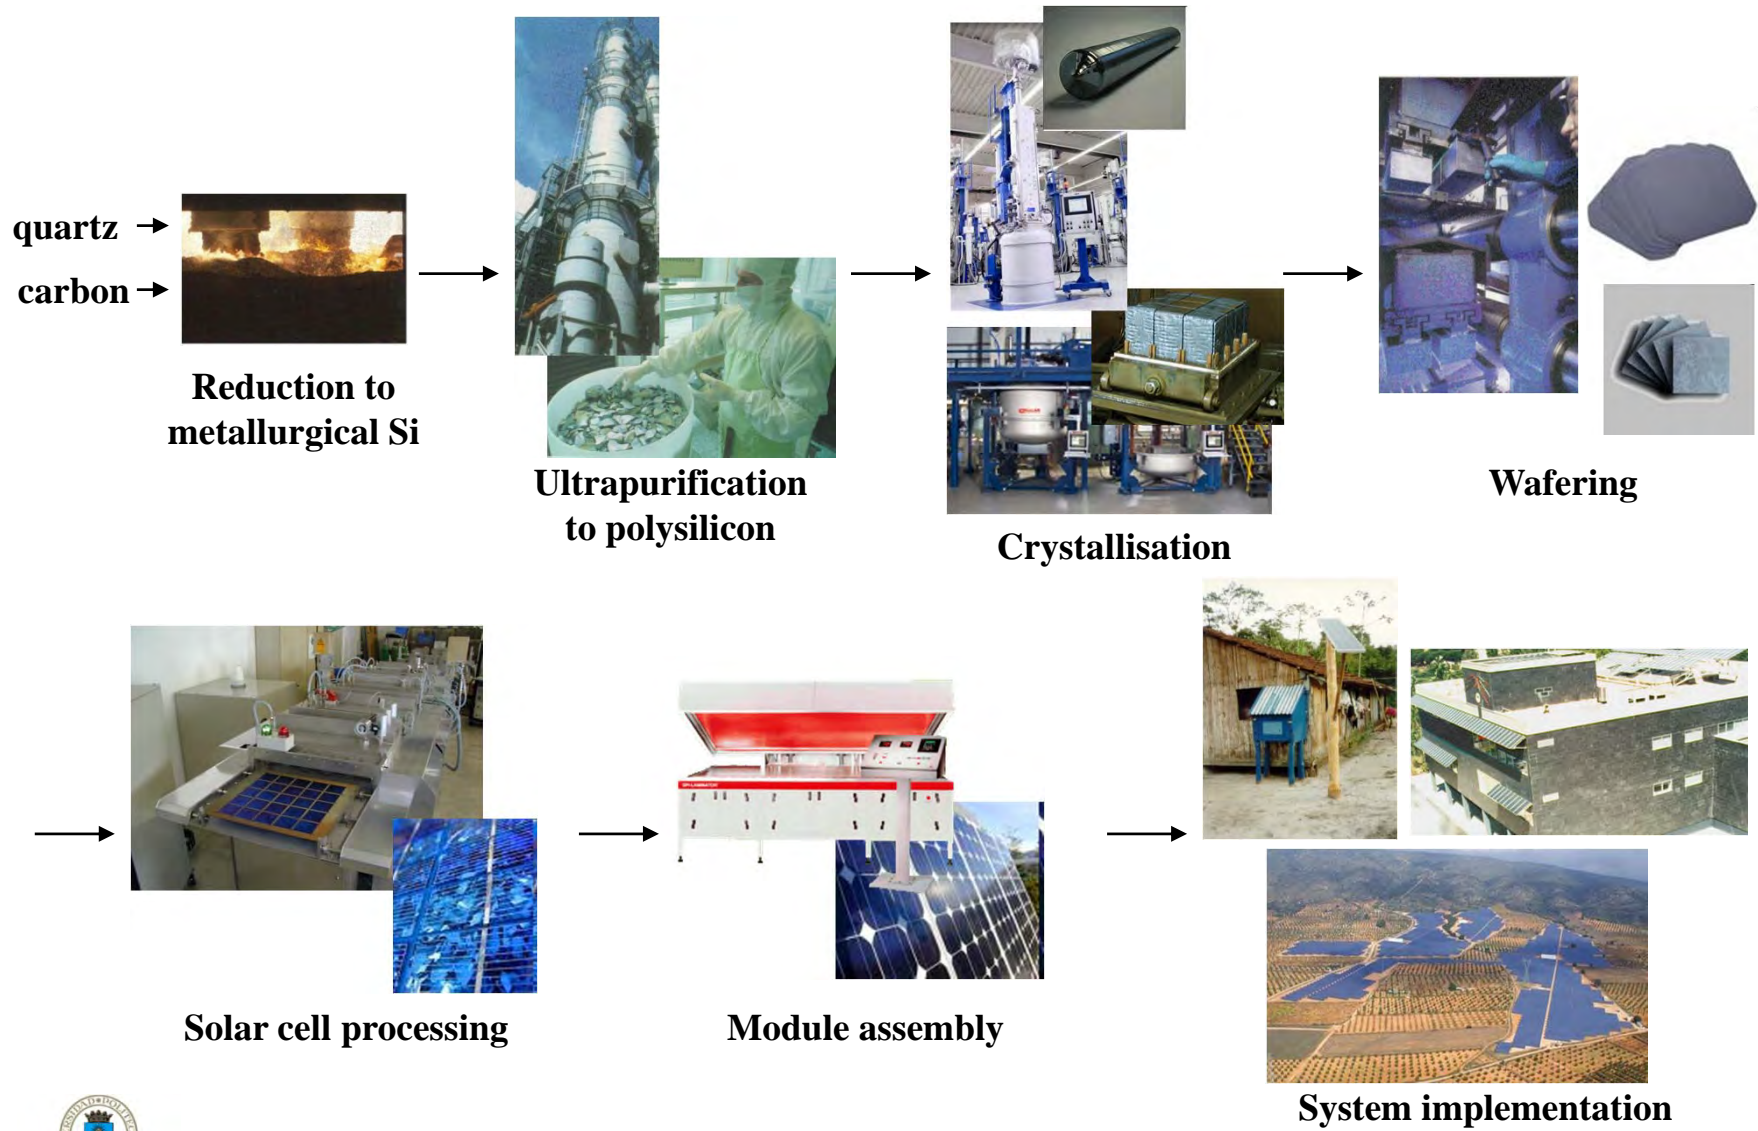 quartz
carbon
Reduction to
metallurgical Si
Ultrapurification
to polysilicon
Crystallisation
Wafering
Solar cell processing
Module assembly
System implementation